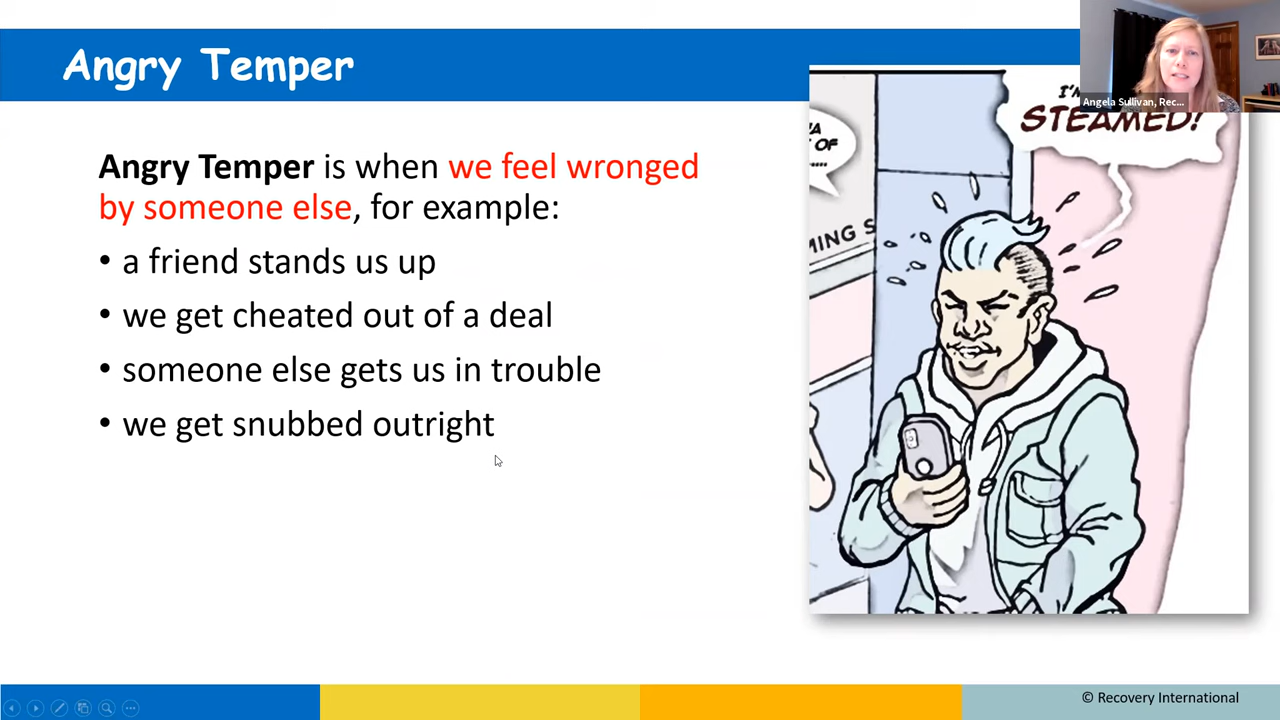 Angry Temper
Angry Temper is when we feel wronged
by someone else, for example:
• a friend stands us up
• we get cheated out of a deal
• someone else gets us in trouble
• we get snubbed outright
OF
.....
MING S
I'M
STEAMED!
Angela Sullivan, Rec...
© Recovery International